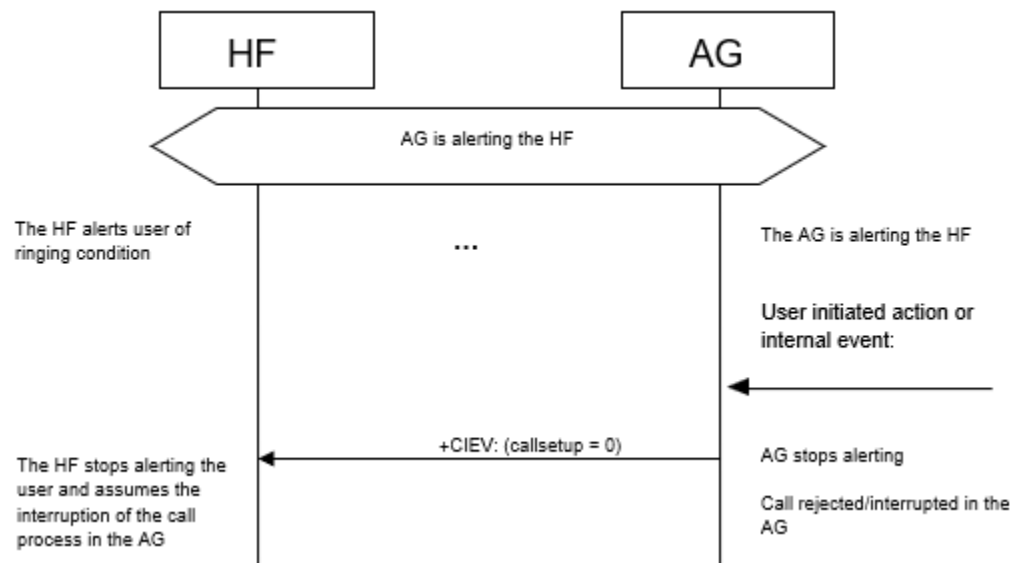 HF
AG
AG is alerting the HF
The HF alerts user of
ringing condition
...
The AG is alerting the HF
User initiated action or
internal event:
+CIEV: (callsetup = 0)
The HF stops alerting the
user and assumes the
interruption of the call
process in the AG
AG stops alerting
Call rejected/interrupted in the
AG